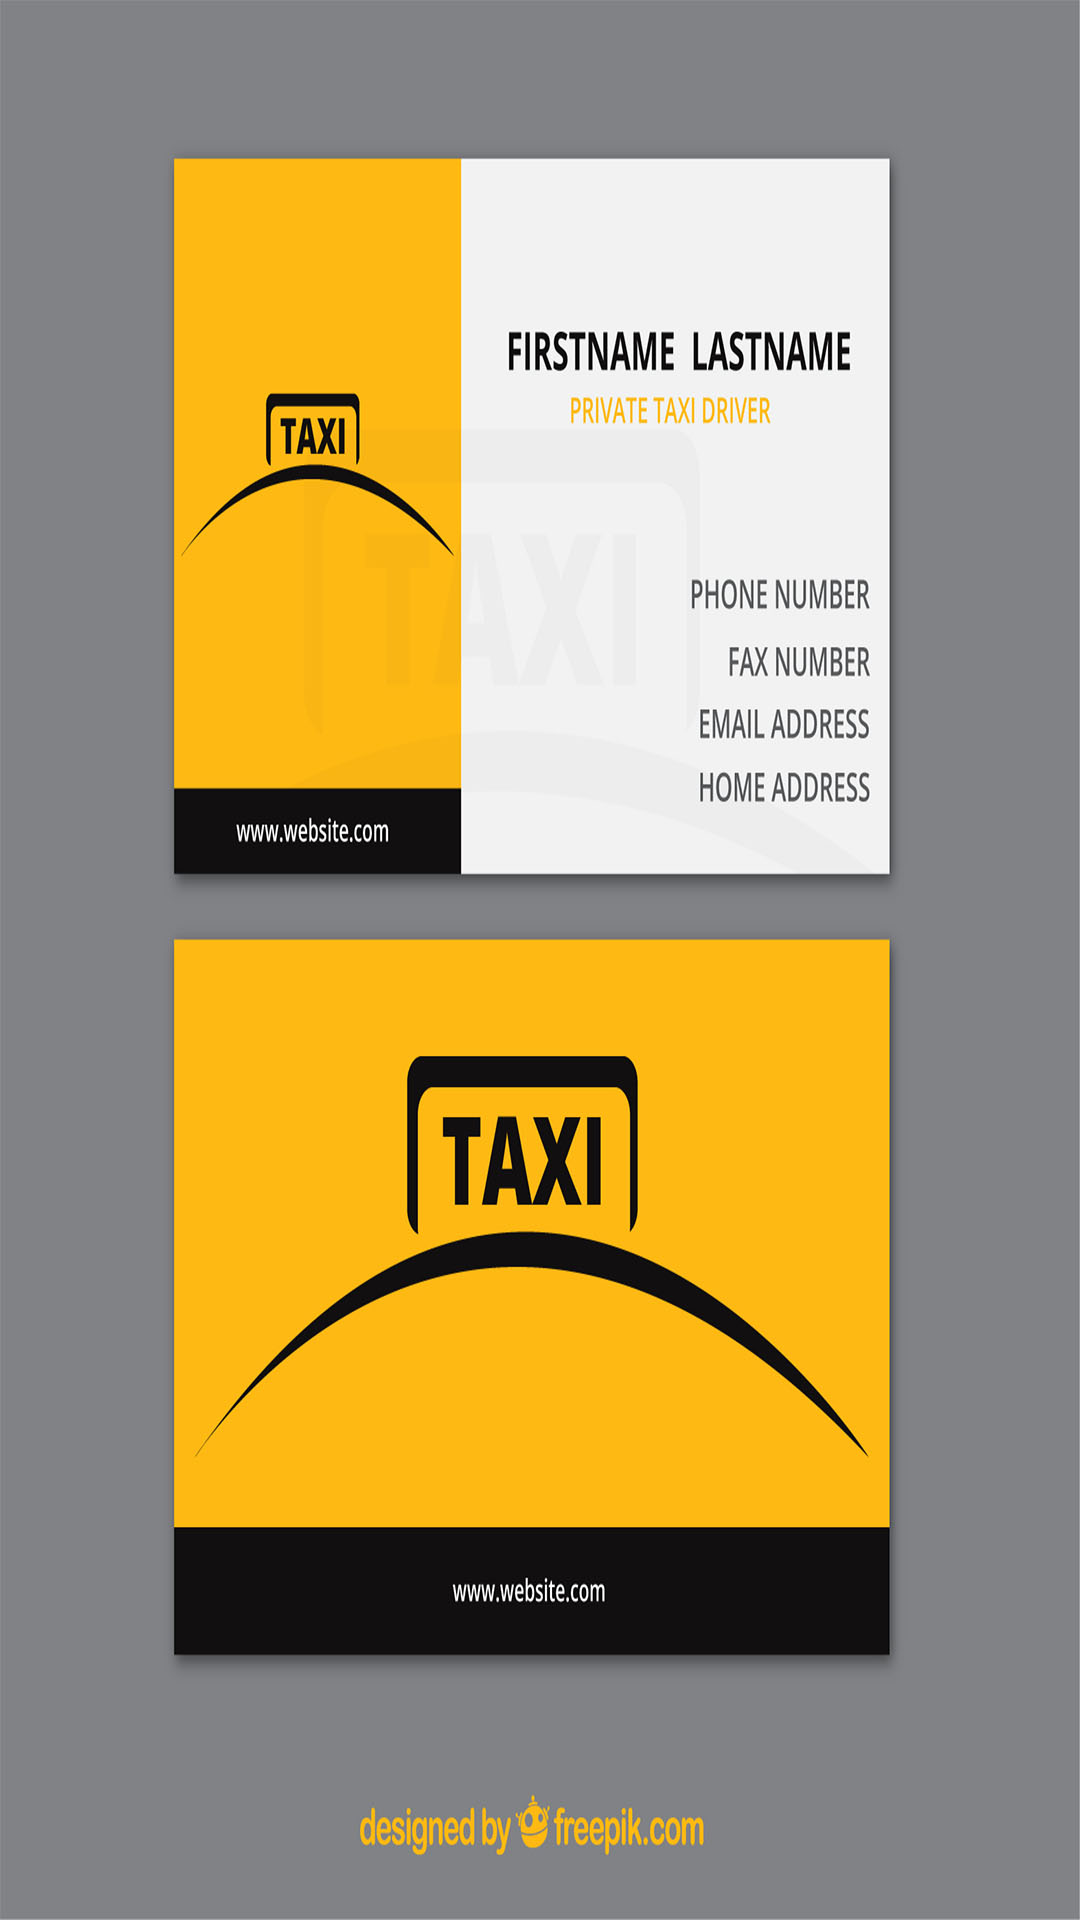 FIRSTNAME LASTNAME
PRIVATE TAXI DRIVER
TAXI
TAXI
PHONE NUMBER
FAX NUMBER
EMAIL ADDRESS
HOME ADDRESS
www.website.com
TAXI
www.website.com
designed by freepik.com